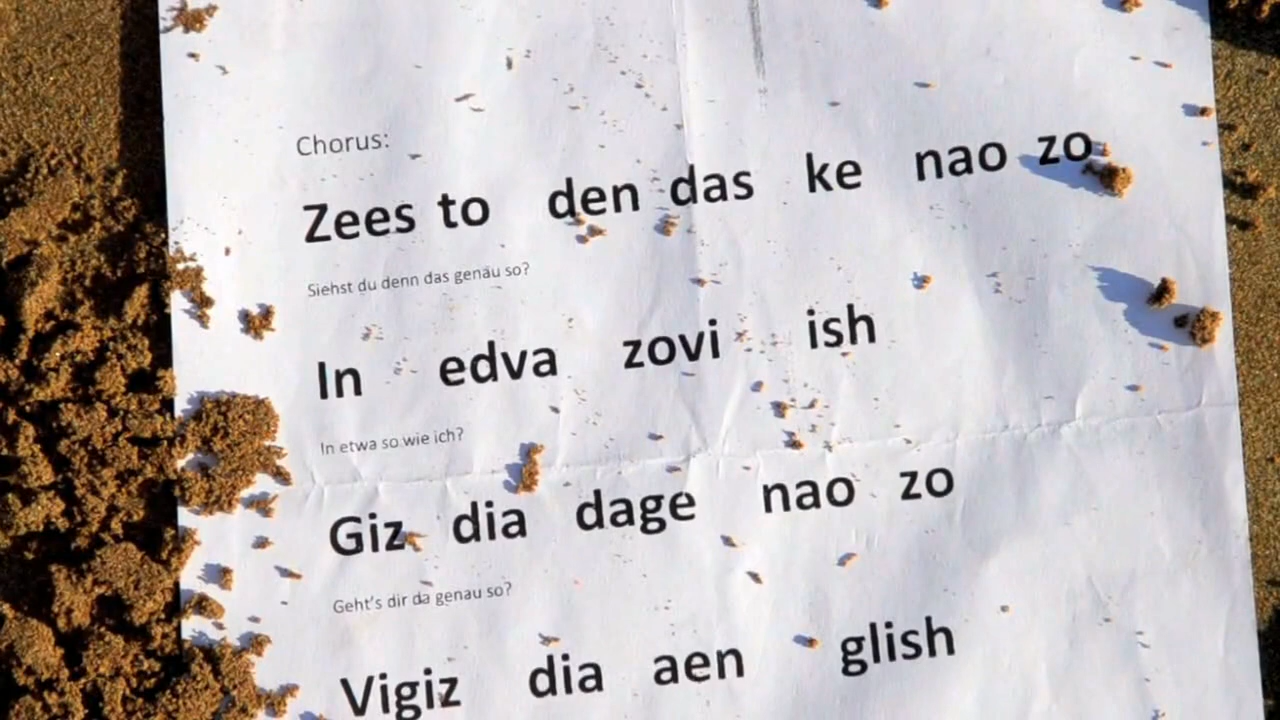 Chorus:
Zees to den das ke nao zo
Siehst du denn das genau so?
In edva zovi ish
In etwa so wie ich?
Giz dia dage nao zo
Geht's dir da genau so?
Vigiz dia aen glish